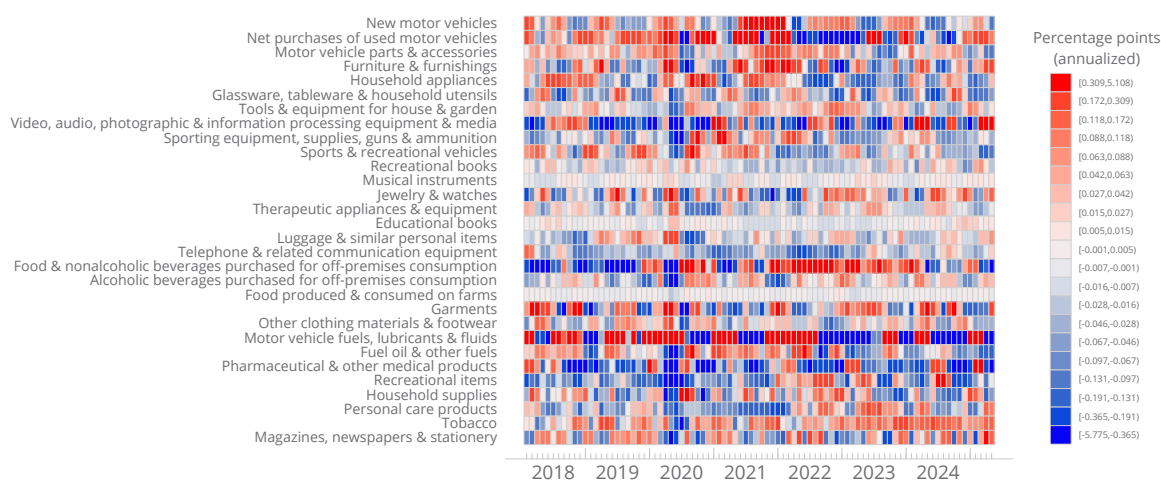 New motor vehicles
Net purchases of used motor vehicles
Motor vehicle parts & accessories
Furniture & furnishings
Household appliances
Glassware, tableware & household utensils
Tools & equipment for house & garden
Video, audio, photographic & information processing equipment & media
Sporting equipment, supplies, guns & ammunition
Sports & recreational vehicles
Recreational books
Musical instruments
Jewelry & watches
Therapeutic appliances & equipment
Educational books
Luggage & similar personal items
Telephone & related communication equipment
Food & nonalcoholic beverages purchased for off-premises consumption
Alcoholic beverages purchased for off-premises consumption
Food produced & consumed on farms
Garments
Other clothing materials & footwear
Motor vehicle fuels, lubricants & fluids
Fuel oil & other fuels
Pharmaceutical & other medical products
Recreational items
Household supplies
Personal care products
Tobacco
Magazines, newspapers & stationery
2018 2019 2020 2021 2022 2023 2024
Percentage points
(annualized)
[0.309,5.108)
[0.172,0.309)
[0.118,0.172)
[0.088,0.118)
[0.063,0.088)
[0.042,0.063)
[0.027,0.042)
[0.015,0.027)
[0.005,0.015)
[-0.001,0.005)
[-0.007,-0.001)
[-0.016,-0.007)
[-0.028,-0.016)
[-0.046,-0.028)
[-0.067,-0.046)
[-0.097,-0.067)
[-0.131,-0.097)
[-0.191,-0.131)
[-0.365,-0.191)
[-5.775,-0.365)